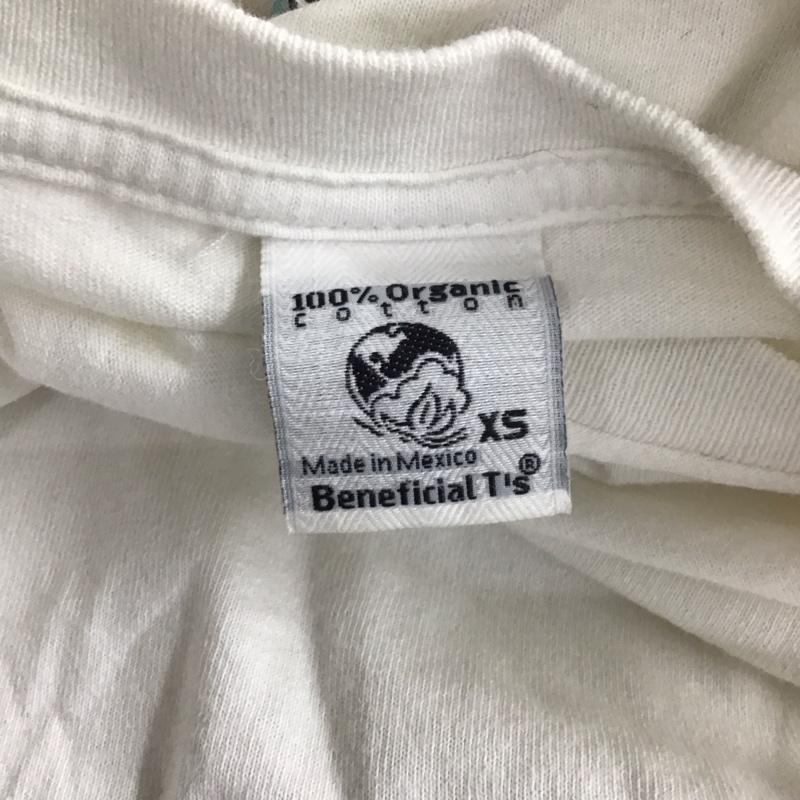 100% Organic
cotton
XS
Made in Mexico
Beneficial T's®